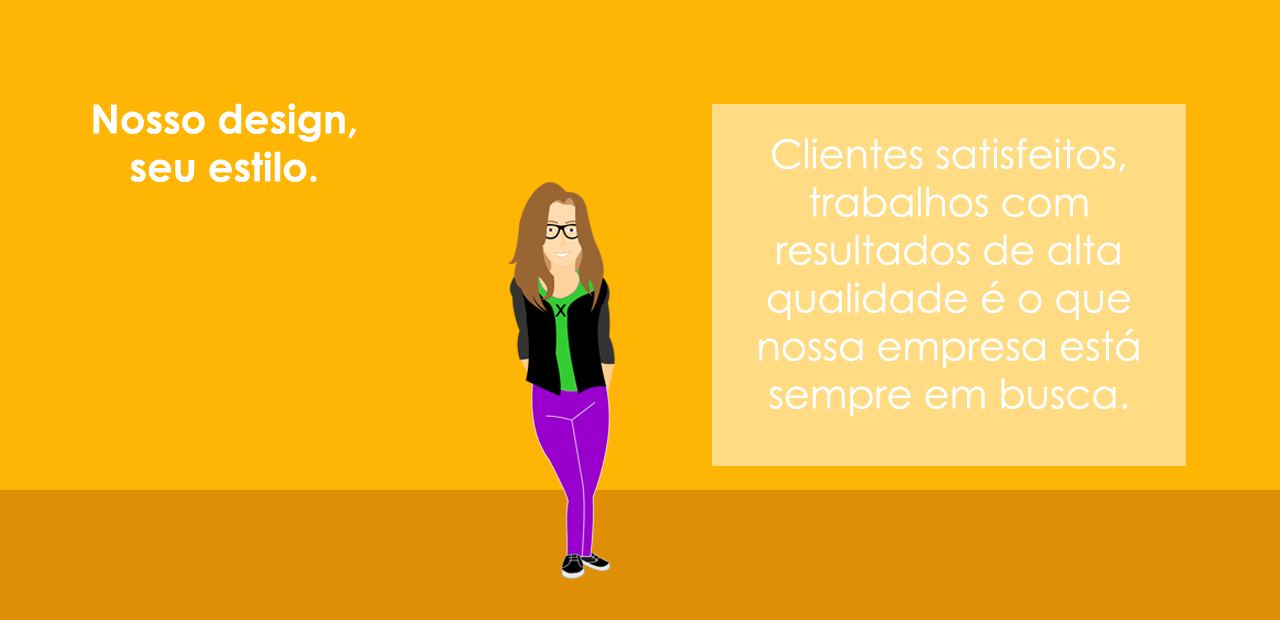 Nosso design,
seu estilo.
X
Clientes satisfeitos,
trabalhos com
resultados de alta
qualidade é o que
nossa empresa está
sempre em busca.